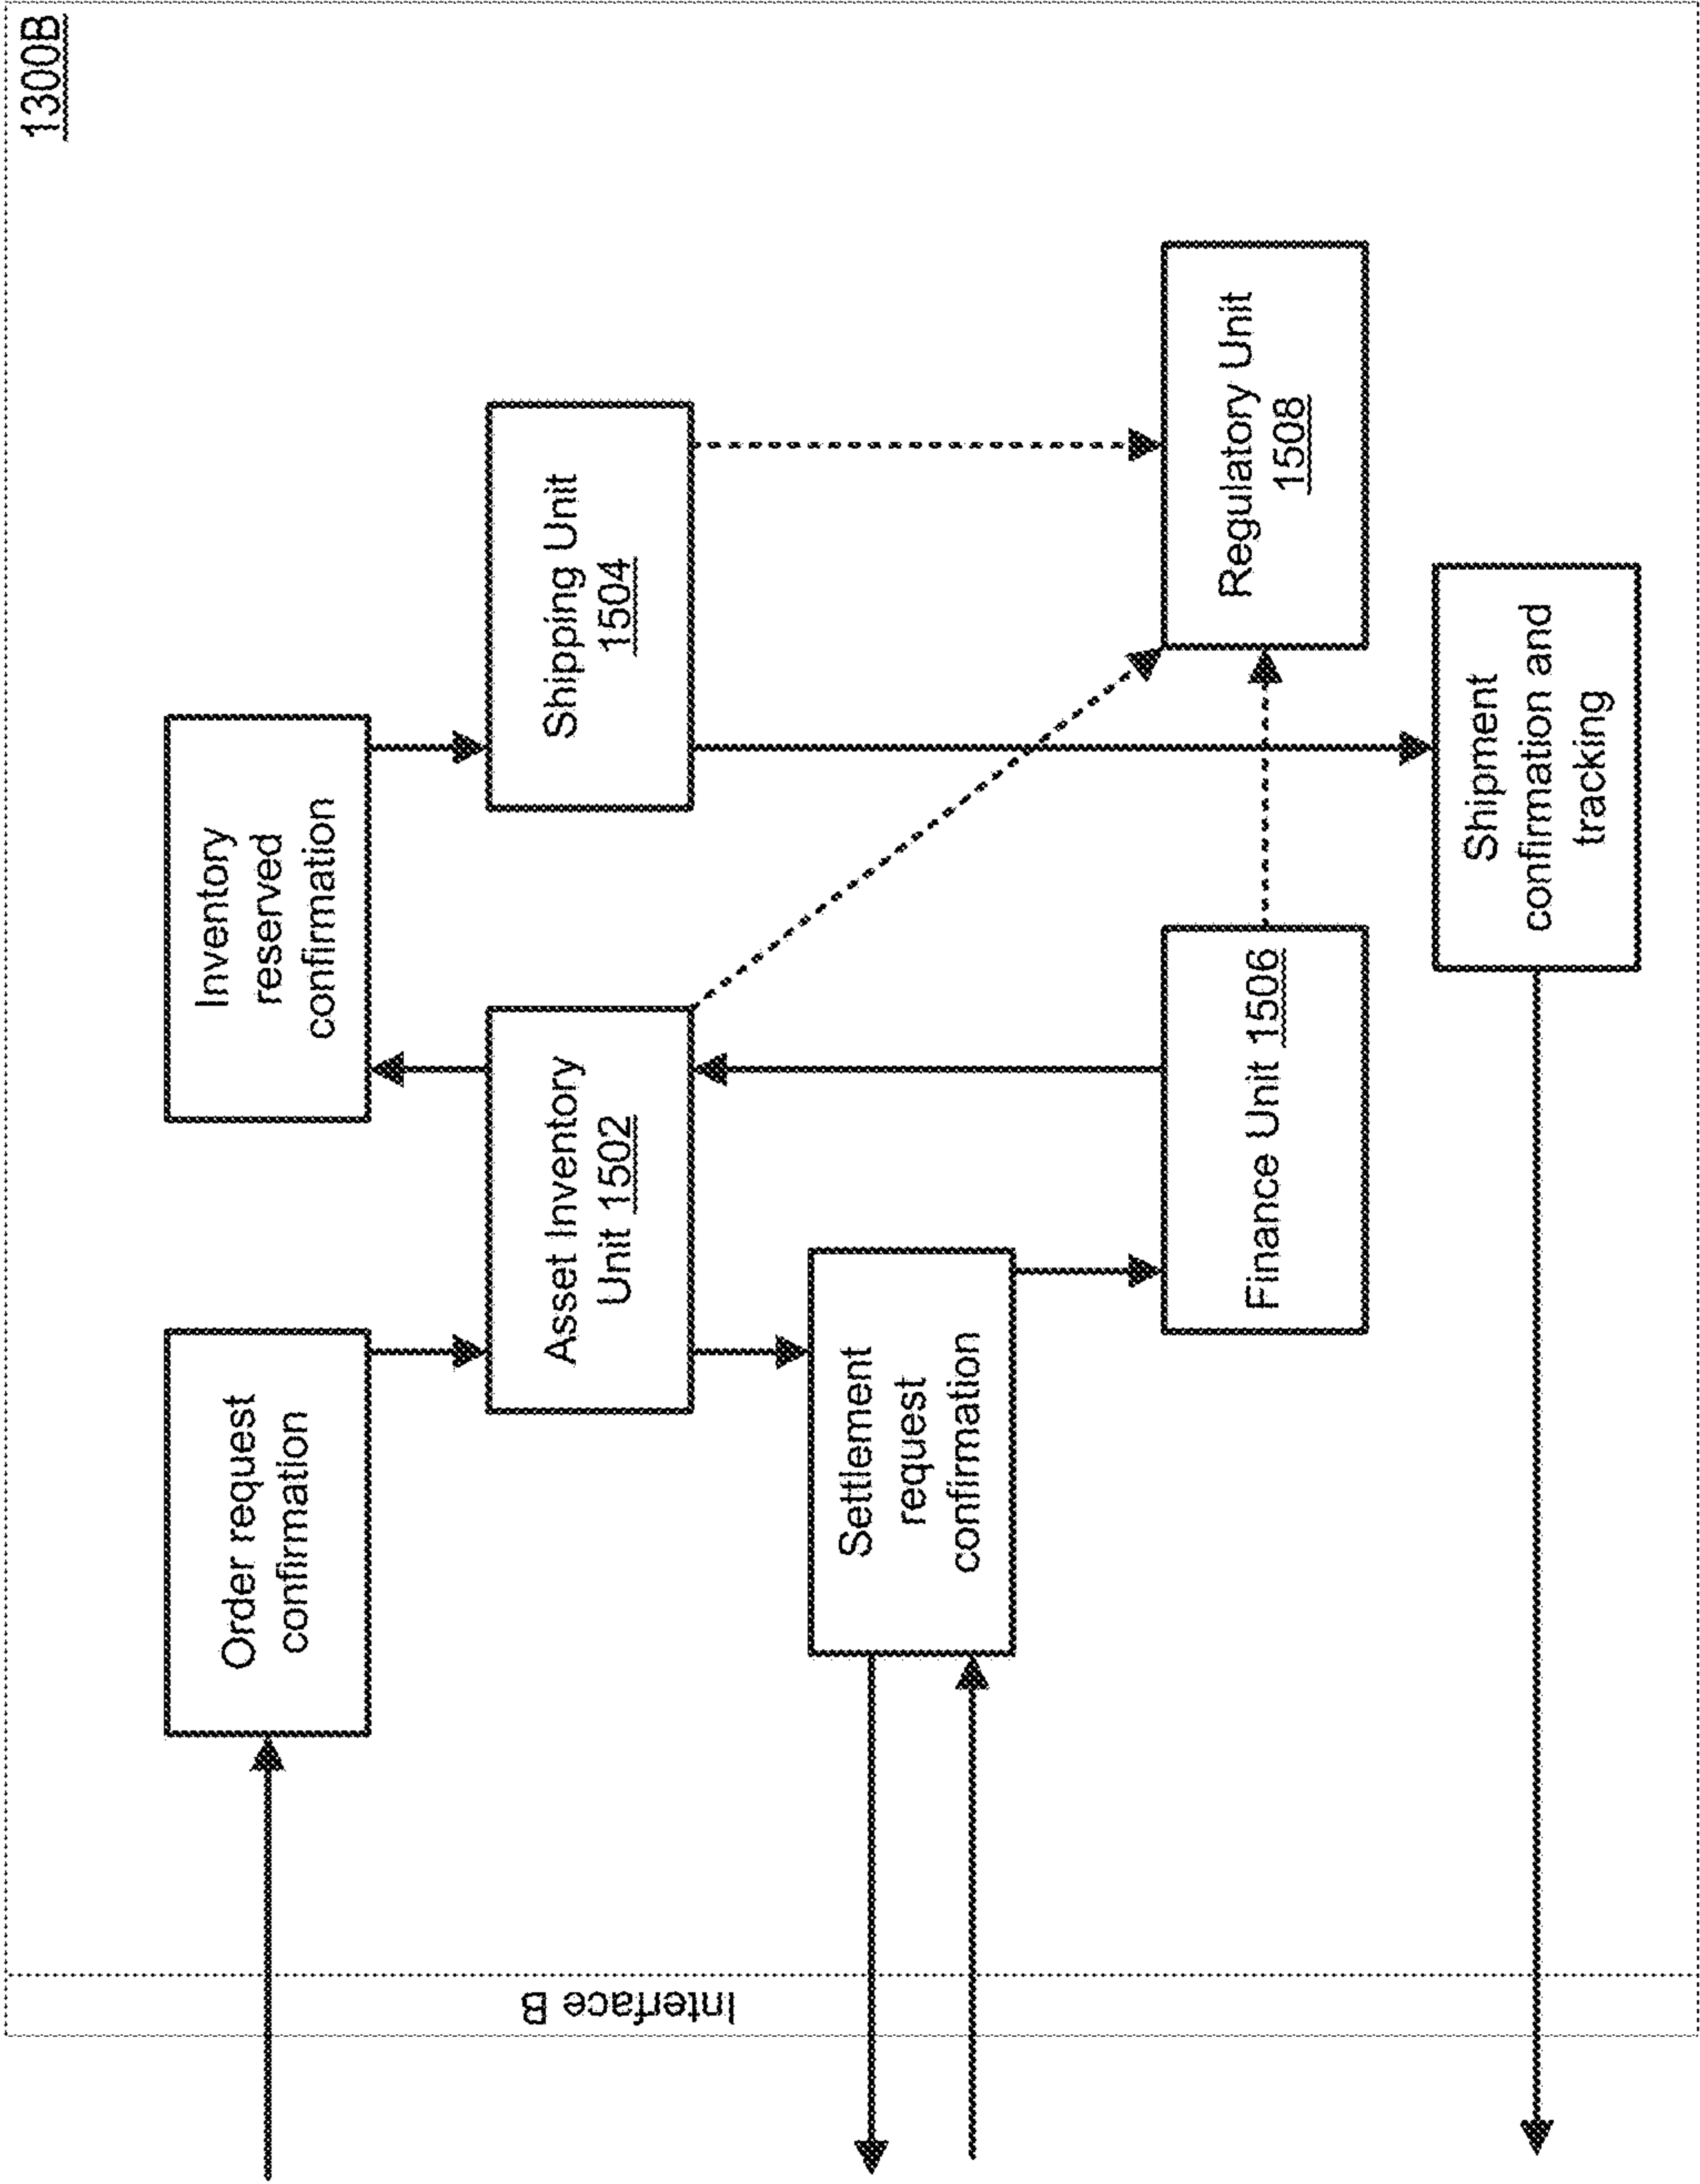 1300B
Interface B
Order request
confirmation
Inventory
reserved
confirmation
Asset Inventory
Unit 1502
Shipping Unit
1504
Settlement
request
confirmation
Finance Unit 1506
Regulatory Unit
1508
Shipment
confirmation and
tracking